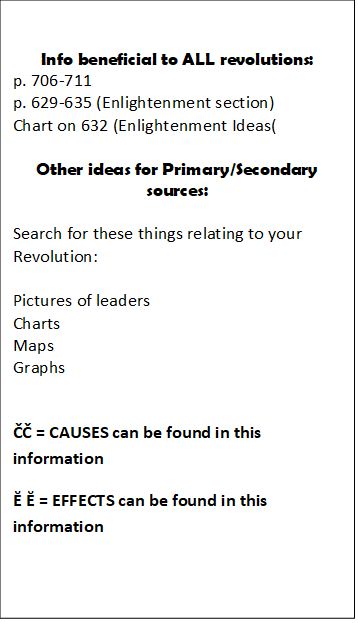 Info beneficial to ALL revolutions:
p. 706-711
p. 629-635 (Enlightenment section)
Chart on 632 (Enlightenment Ideas(
Other ideas for Primary/Secondary
sources:
Search for these things relating to your
Revolution:
Pictures of leaders
Charts
Maps
Graphs
ČČ = CAUSES can be found in this
information
Ĕ Ĕ = EFFECTS can be found in this
information